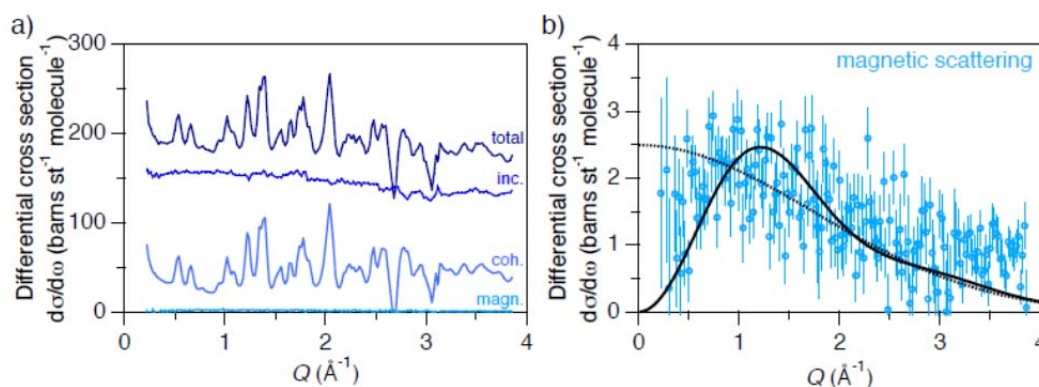 a)
300
200
100
0
Differential cross section
dσ/dω (barns st⁻¹ molecule⁻¹)
total
inc.
coh.
magn.
0 1 2 3 4
Q (Å⁻¹)
b)
4
3
2
1
0
Differential cross section
dσ/dω (barns st⁻¹ molecule⁻¹)
magnetic scattering
0 1 2 3 4
Q (Å⁻¹)